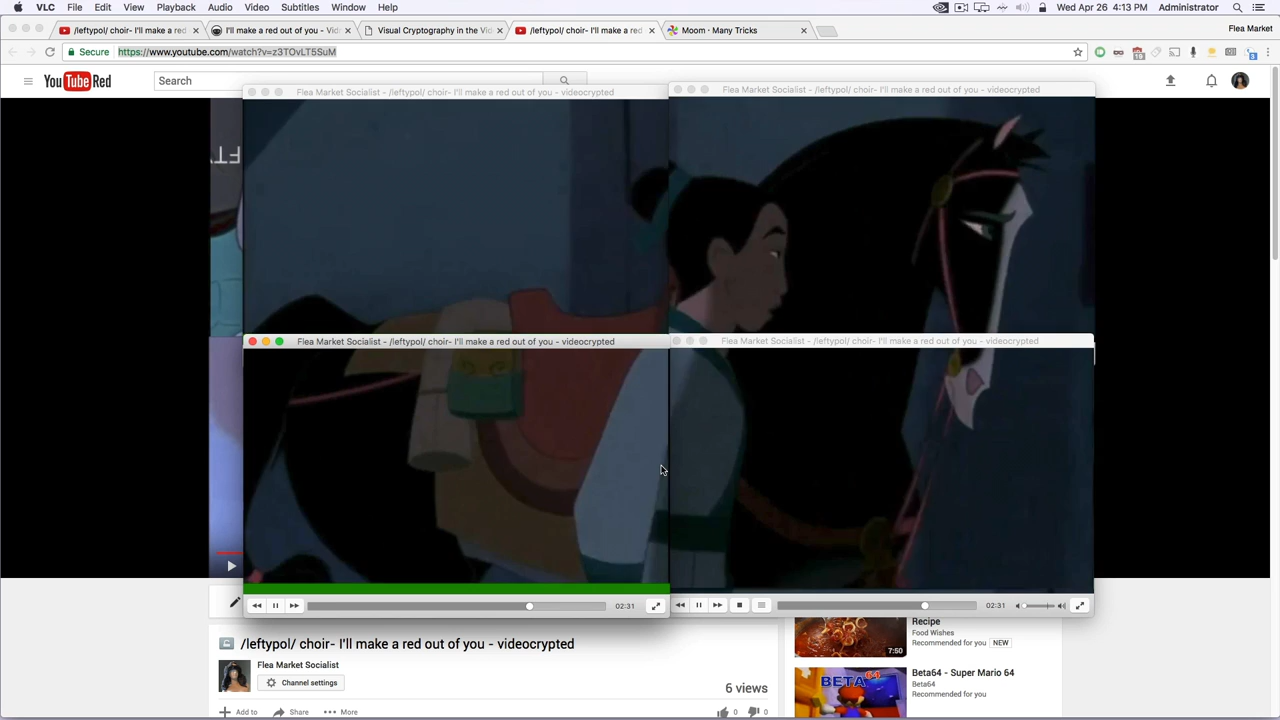 VLC File Edit View Playback Audio Video Subtitles Window Help Wed Apr 26 4:13 PM Administrator
/leftypol/ choir- I'll make a red I'll make a red out of you - Vid Visual Cryptography in the Vi /leftypol/ choir- I'll make a red Moom · Many Tricks Flea Market
Secure https://www.youtube.com/watch?v=z3TOvLT5SuM
YouTube Red Search
Flea Market Socialist - /leftypol/ choir- I'll make a red out of you - videocrypted
Flea Market Socialist - /leftypol/ choir- I'll make a red out of you - videocrypted
Flea Market Socialist - /leftypol/ choir- I'll make a red out of you - videocrypted
Flea Market Socialist - /leftypol/ choir- I'll make a red out of you - videocrypted
02:31
02:31
/leftypol/ choir- I'll make a red out of you - videocrypted
Flea Market Socialist
Channel settings
6 views
Add to Share More 0 0
Recipe
Food Wishes
Recommended for you NEW
7:50
BETA 64
Beta64 - Super Mario 64
Beta64
Recommended for you